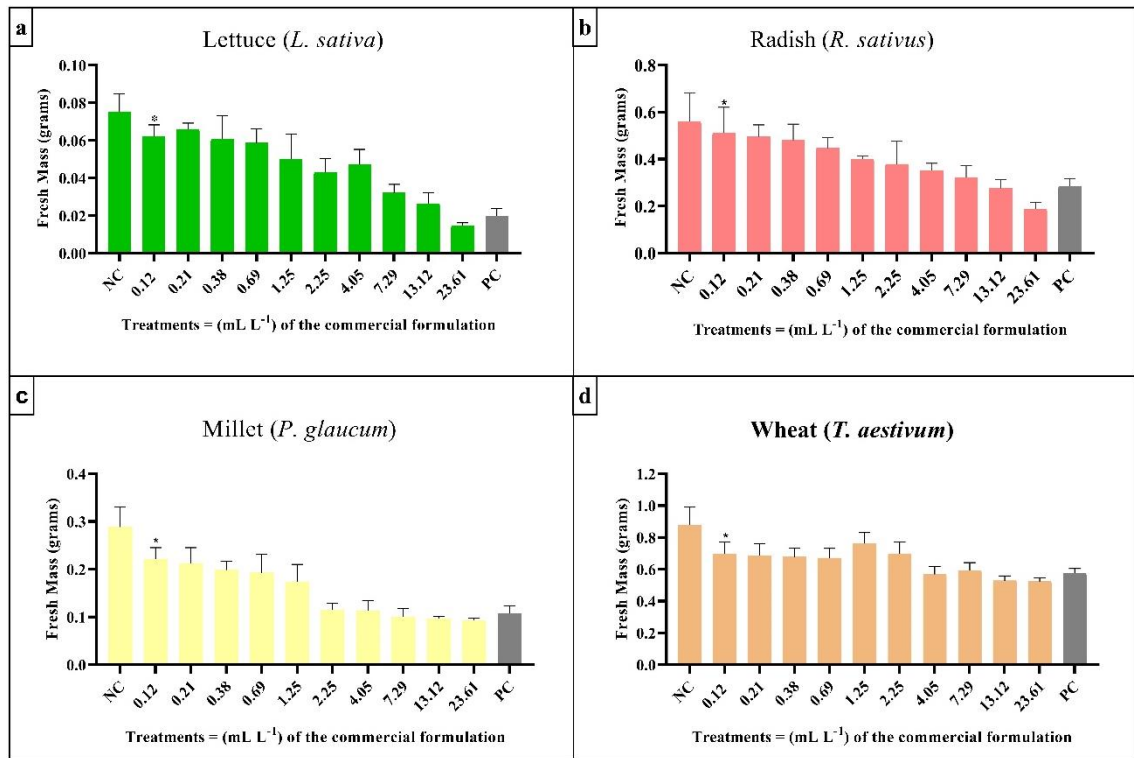 a
Lettuce (L. sativa)
Fresh Mass (grams)
0.10
0.08
0.06
0.04
0.02
0.00
*
NC 0.12 0.21 0.38 0.69 1.25 2.25 4.05 7.29 13.12 23.61 PC
Treatments = (mL L⁻¹) of the commercial formulation
b
Radish (R. sativus)
Fresh Mass (grams)
0.8
0.6
0.4
0.2
0.0
*
NC 0.12 0.21 0.38 0.69 1.25 2.25 4.05 7.29 13.12 23.61 PC
Treatments = (mL L⁻¹) of the commercial formulation
c
Millet (P. glaucum)
Fresh Mass (grams)
0.4
0.3
0.2
0.1
0.0
*
NC 0.12 0.21 0.38 0.69 1.25 2.25 4.05 7.29 13.12 23.61 PC
Treatments = (mL L⁻¹) of the commercial formulation
d
Wheat (T. aestivum)
Fresh Mass (grams)
1.2
1.0
0.8
0.6
0.4
0.2
0.0
*
NC 0.12 0.21 0.38 0.69 1.25 2.25 4.05 7.29 13.12 23.61 PC
Treatments = (mL L⁻¹) of the commercial formulation